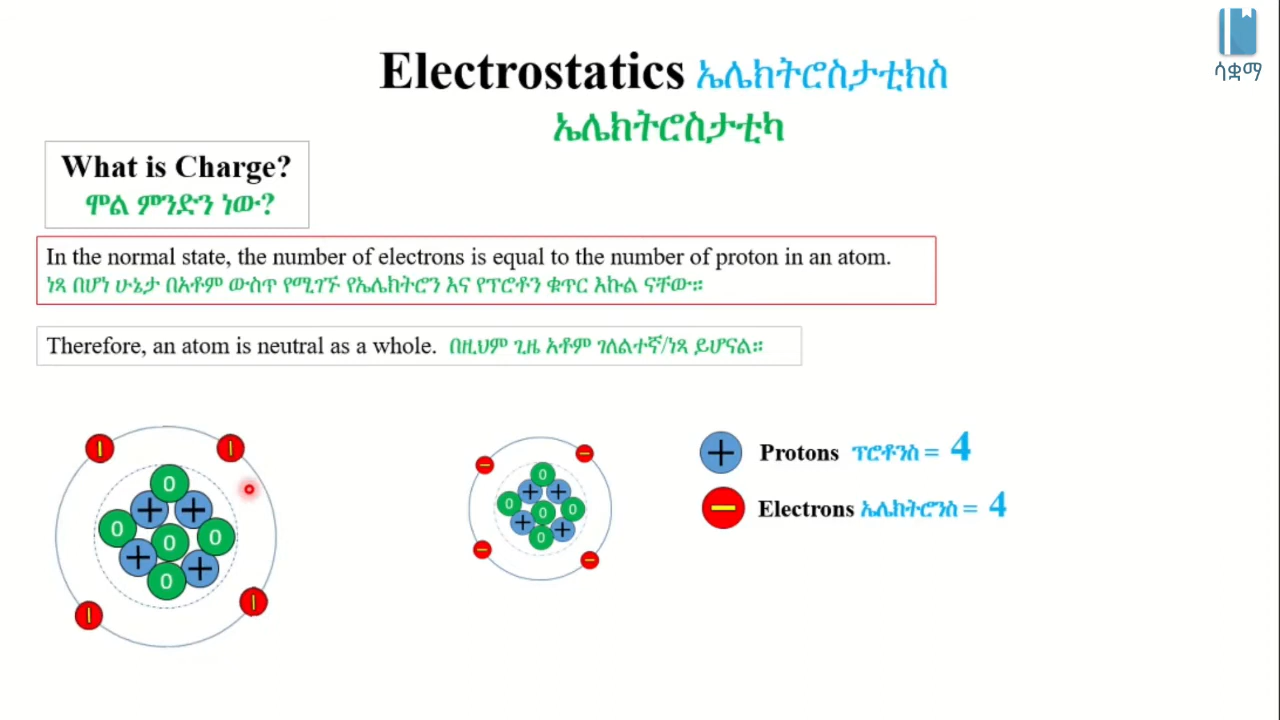 ሳቋማ
Electrostatics ኤሌክትሮስታቲክስ
ኤሌክትሮስታቲካ
What is Charge?
ሞል ምንድን ነው?
In the normal state, the number of electrons is equal to the number of proton in an atom.
ነጻ በሆነ ሁኔታ በአቶም ውስጥ የሚገኙ የኤሌክትሮን እና የፕሮቶን ቁጥር እኩል ናቸው።
Therefore, an atom is neutral as a whole. በዚህም ጊዜ አቶም ገለልተኛ/ነጻ ይሆናል።
Protons ፕሮቶንስ = 4
Electrons ኤሌክትሮንስ = 4